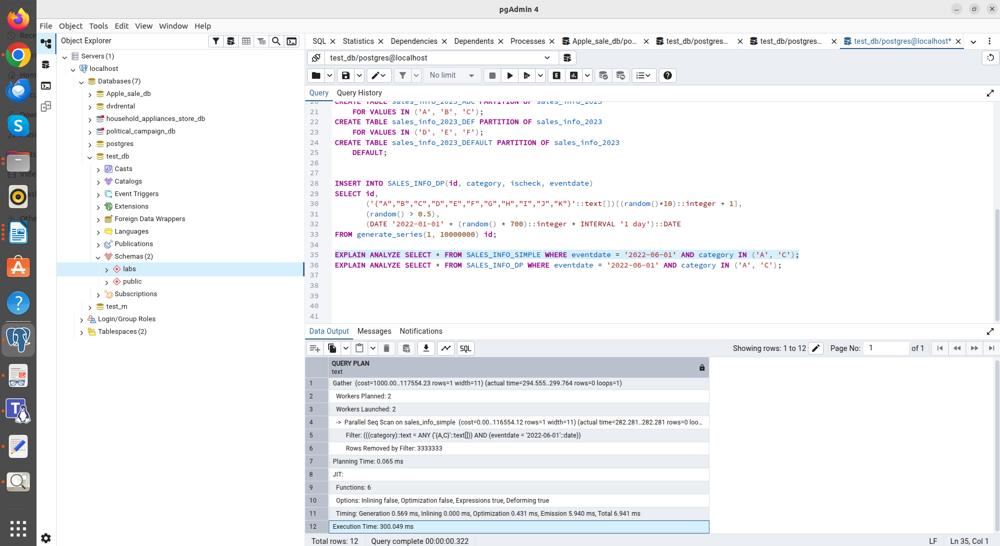 pgAdmin 4
File Object Tools Edit View Window Help
Object Explorer
SQL Statistics Dependencies Dependents Processes Apple_sale_db/po... test_db/postgres... test_db/postgres... test_db/postgres@localhost*
test_db/postgres@localhost
No limit
Query Query History
Servers (1)
localhost
Databases (7)
Apple_sale_db
dvdrental
household_appliances_store_db
political_campaign_db
postgres
test_db
Casts
Catalogs
Event Triggers
Extensions
Foreign Data Wrappers
Languages
Publications
Schemas (2)
labs
public
Subscriptions
test_m
Login/Group Roles
Tablespaces (2)
20 CREATE TABLE sales_info_2023_ABC PARTITION OF sales_info_2023
21 FOR VALUES IN ('A', 'B', 'C');
22 CREATE TABLE sales_info_2023_DEF PARTITION OF sales_info_2023
23 FOR VALUES IN ('D', 'E', 'F');
24 CREATE TABLE sales_info_2023_DEFAULT PARTITION OF sales_info_2023
25 DEFAULT;
26
27
28 INSERT INTO SALES_INFO_DP(id, category, ischeck, eventdate)
29 SELECT id,
30 ('{"A","B","C","D","E","F","G","H","I","J","K"}'::text[])[(random()*10)::integer + 1],
31 (random() > 0.5),
32 (DATE '2022-01-01' + (random() * 700)::integer * INTERVAL '1 day')::DATE
33 FROM generate_series(1, 10000000) id;
34
35 EXPLAIN ANALYZE SELECT * FROM SALES_INFO_SIMPLE WHERE eventdate = '2022-06-01' AND category IN ('A', 'C');
36 EXPLAIN ANALYZE SELECT * FROM SALES_INFO_DP WHERE eventdate = '2022-06-01' AND category IN ('A', 'C');
37
38
39
40
41
Data Output Messages Notifications
SQL Showing rows: 1 to 12 Page No: 1 of 1
QUERY PLAN
text
1 Gather (cost=1000.00..117554.23 rows=1 width=11) (actual time=294.555..299.764 rows=0 loops=1)
2 Workers Planned: 2
3 Workers Launched: 2
4 -> Parallel Seq Scan on sales_info_simple (cost=0.00..116554.12 rows=1 width=11) (actual time=282.281..282.281 rows=0 loo...
5 Filter: (((category)::text = ANY ('{A,C}'::text[])) AND (eventdate = '2022-06-01'::date))
6 Rows Removed by Filter: 3333333
7 Planning Time: 0.065 ms
8 JIT:
9 Functions: 6
10 Options: Inlining false, Optimization false, Expressions true, Deforming true
11 Timing: Generation 0.569 ms, Inlining 0.000 ms, Optimization 0.431 ms, Emission 5.940 ms, Total 6.941 ms
12 Execution Time: 300.049 ms
Total rows: 12 Query complete 00:00:00.322 LF Ln 35, Col 1